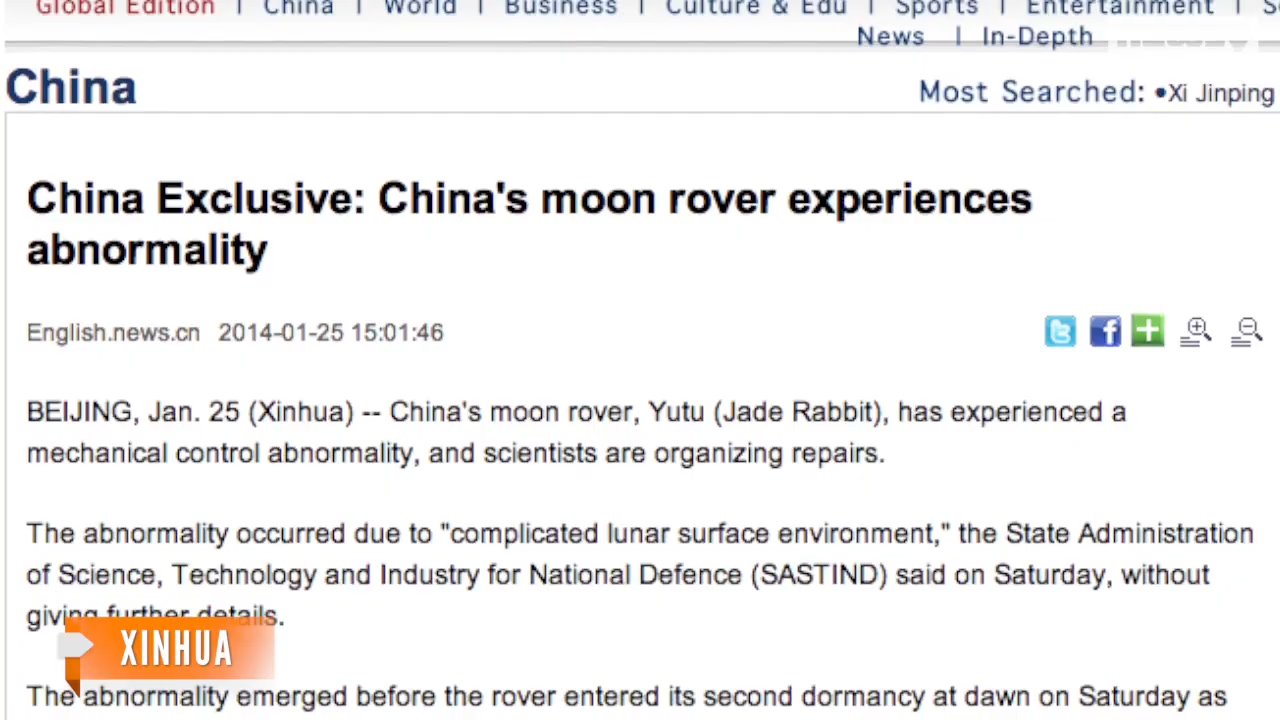 Global Edition | China | World | Business | Culture & Edu | Sports | Entertainment |
News | In-Depth
China
Most Searched: •Xi Jinping
China Exclusive: China's moon rover experiences
abnormality
English.news.cn 2014-01-25 15:01:46
BEIJING, Jan. 25 (Xinhua) -- China's moon rover, Yutu (Jade Rabbit), has experienced a
mechanical control abnormality, and scientists are organizing repairs.
The abnormality occurred due to "complicated lunar surface environment," the State Administration
of Science, Technology and Industry for National Defence (SASTIND) said on Saturday, without
giving further details.
XINHUA
The abnormality emerged before the rover entered its second dormancy at dawn on Saturday as